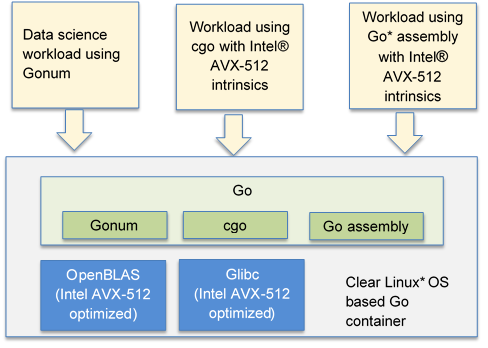 Data science
workload using
Gonum
Workload using
cgo with Intel®
AVX-512
intrinsics
Workload using
Go* assembly
with Intel®
AVX-512
intrinsics
Go
Gonum
cgo
Go assembly
OpenBLAS
(Intel AVX-512
optimized)
Glibc
(Intel AVX-512
optimized)
Clear Linux* OS
based Go
container